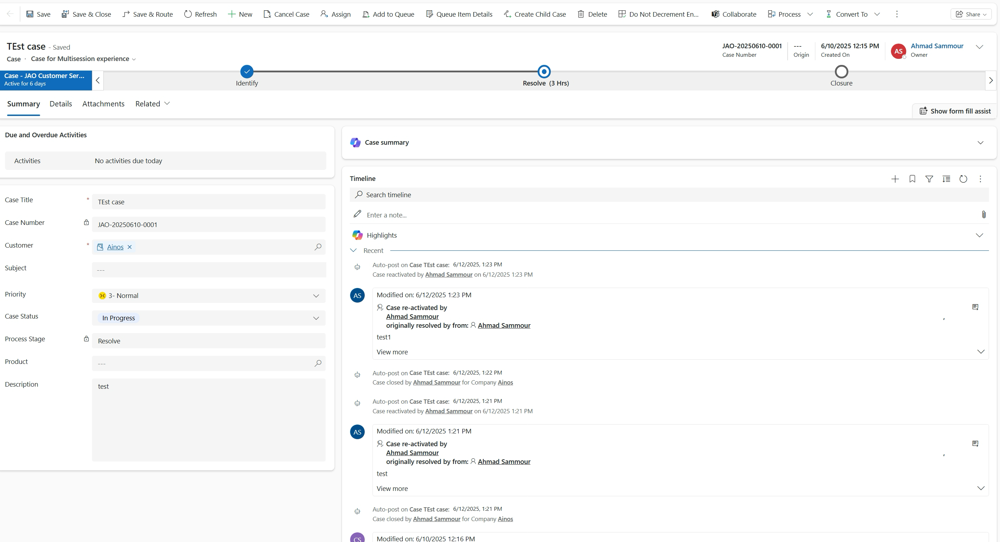 Save Save & Close Save & Route Refresh New Cancel Case Assign Add to Queue Queue Item Details Create Child Case Delete Do Not Decrement En... Collaborate Process Convert To Share
TEst case - Saved
Case · Case for Multisession experience
JAO-20250610-0001
Case Number
---
Origin
6/10/2025 12:15 PM
Created On
AS
Ahmad Sammour
Owner
Case - JAO Customer Ser...
Active for 6 days
Identify
Resolve (3 Hrs)
Closure
Summary Details Attachments Related
Show form fill assist
Due and Overdue Activities
Activities No activities due today
Case Title * TEst case
Case Number JAO-20250610-0001
Customer * Ainos
Subject ---
Priority 3- Normal
Case Status In Progress
Process Stage Resolve
Product ---
Description test
Case summary
Timeline
Search timeline
Enter a note...
Highlights
Recent
Auto-post on Case TEst case: 6/12/2025, 1:23 PM
Case reactivated by Ahmad Sammour on 6/12/2025 1:23 PM
AS
Modified on: 6/12/2025 1:23 PM
Case re-activated by
Ahmad Sammour
originally resolved by from: Ahmad Sammour
,
test1
View more
Auto-post on Case TEst case: 6/12/2025, 1:22 PM
Case closed by Ahmad Sammour for Company Ainos
Auto-post on Case TEst case: 6/12/2025, 1:21 PM
Case reactivated by Ahmad Sammour on 6/12/2025 1:21 PM
AS
Modified on: 6/12/2025 1:21 PM
Case re-activated by
Ahmad Sammour
originally resolved by from: Ahmad Sammour
,
test
View more
Auto-post on Case TEst case: 6/12/2025, 1:21 PM
Case closed by Ahmad Sammour for Company Ainos
CS
Modified on: 6/10/2025 12:16 PM